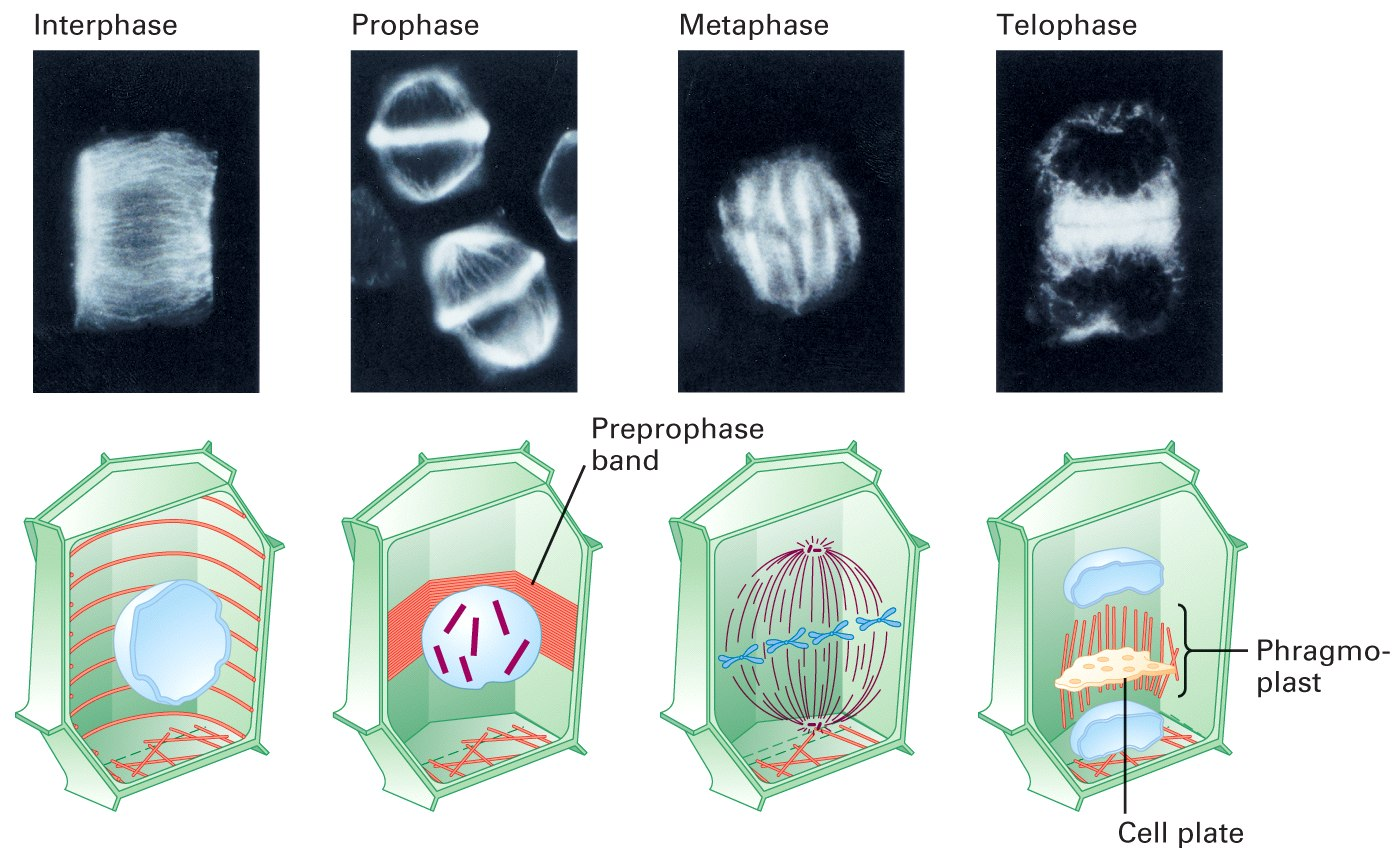 Interphase
Prophase
Metaphase
Telophase
Preprophase
band
Phragmo-
plast
Cell plate